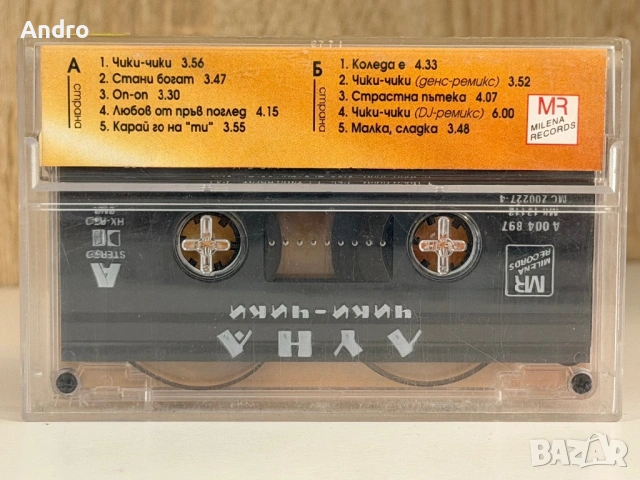 Andro
А страна
1. Чики-чики 3.56
2. Стани богат 3.47
3. Оп-оп 3.30
4. Любов от пръв поглед 4.15
5. Карай го на "ти" 3.55
Б страна
1. Коледа е 4.33
2. Чики-чики (денс-ремикс) 3.52
3. Страстна пътека 4.07
4. Чики-чики (DJ-ремикс) 6.00
5. Малка, сладка 3.48
MR
MILENA
RECORDS
MC 200227-4
A 004 897
MR
MILENA
RECORDS
A
STEREO
ЧИКИ-ЧИКИ
ЛУНА
BAZAR
bg